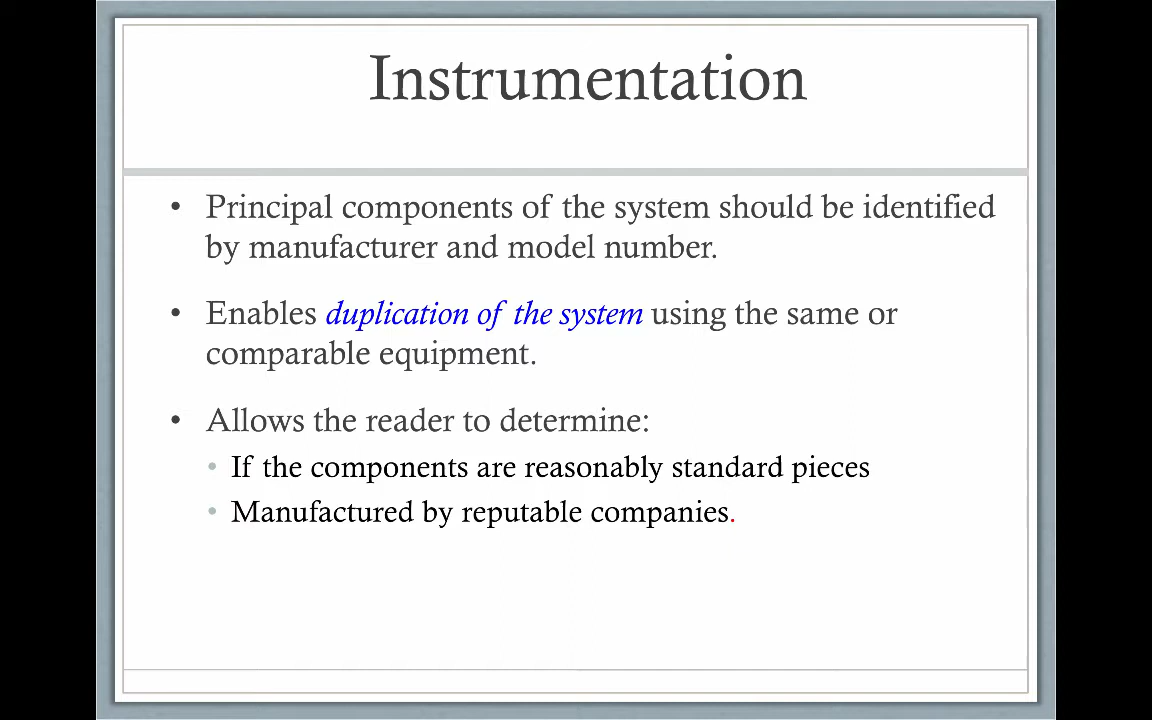 Instrumentation
• Principal components of the system should be identified
by manufacturer and model number.
• Enables duplication of the system using the same or
comparable equipment.
• Allows the reader to determine:
• If the components are reasonably standard pieces
• Manufactured by reputable companies.